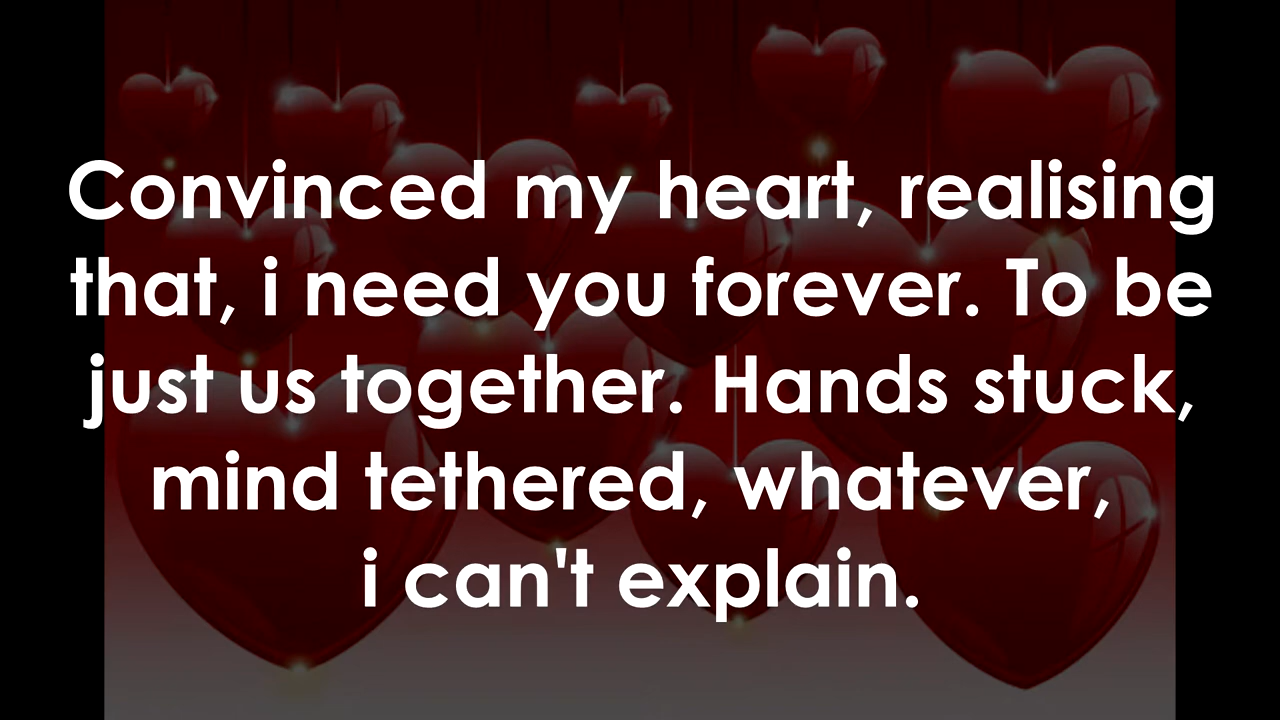 Convinced my heart, realising
that, i need you forever. To be
just us together. Hands stuck,
mind tethered, whatever,
i can't explain.